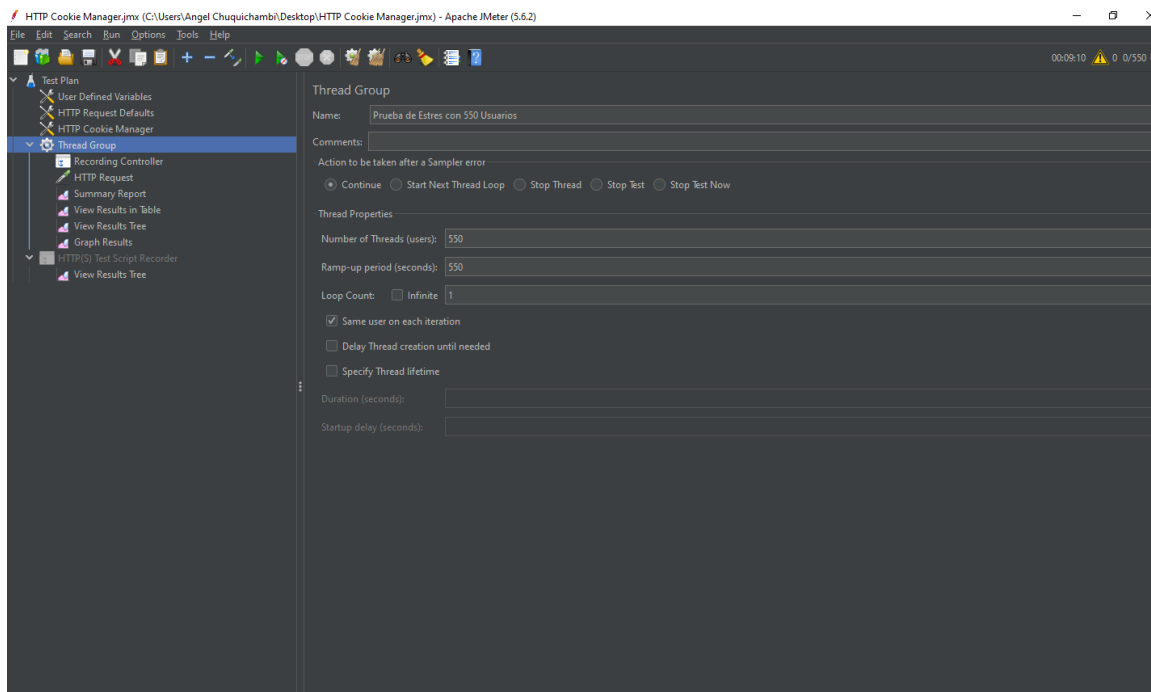 HTTP Cookie Manager.jmx (C:\Users\Angel Chuquichambi\Desktop\HTTP Cookie Manager.jmx) - Apache JMeter (5.6.2)
File Edit Search Run Options Tools Help
00:09:10 0 0/550
Test Plan
User Defined Variables
HTTP Request Defaults
HTTP Cookie Manager
Thread Group
Recording Controller
HTTP Request
Summary Report
View Results in Table
View Results Tree
Graph Results
HTTP(S) Test Script Recorder
View Results Tree
Thread Group
Name: Prueba de Estres con 550 Usuarios
Comments:
Action to be taken after a Sampler error
Continue Start Next Thread Loop Stop Thread Stop Test Stop Test Now
Thread Properties
Number of Threads (users): 550
Ramp-up period (seconds): 550
Loop Count: Infinite 1
Same user on each iteration
Delay Thread creation until needed
Specify Thread lifetime
Duration (seconds):
Startup delay (seconds):